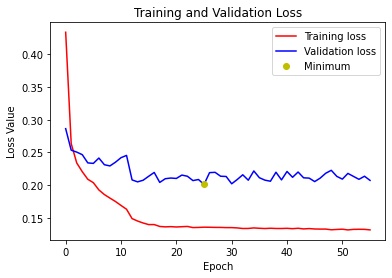 Training and Validation Loss
Training loss
Validation loss
Minimum
Loss Value
0.40
0.35
0.30
0.25
0.20
0.15
0 10 20 30 40 50
Epoch